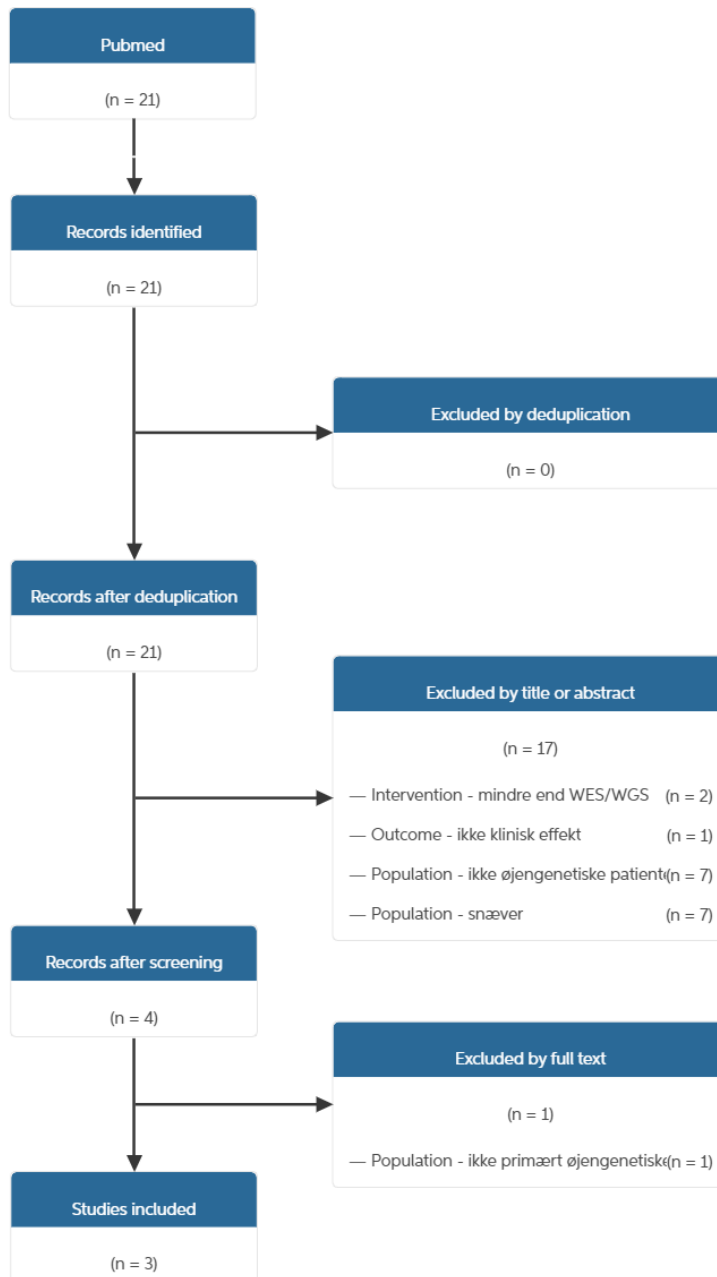 Pubmed
(n = 21)
Records identified
(n = 21)
Excluded by deduplication
(n = 0)
Records after deduplication
(n = 21)
Excluded by title or abstract
(n = 17)
— Intervention - mindre end WES/WGS (n = 2)
— Outcome - ikke klinisk effekt (n = 1)
— Population - ikke øjengenetiske patiente(n = 7)
— Population - snæver (n = 7)
Records after screening
(n = 4)
Excluded by full text
(n = 1)
— Population - ikke primært øjengenetiske(n = 1)
Studies included
(n = 3)